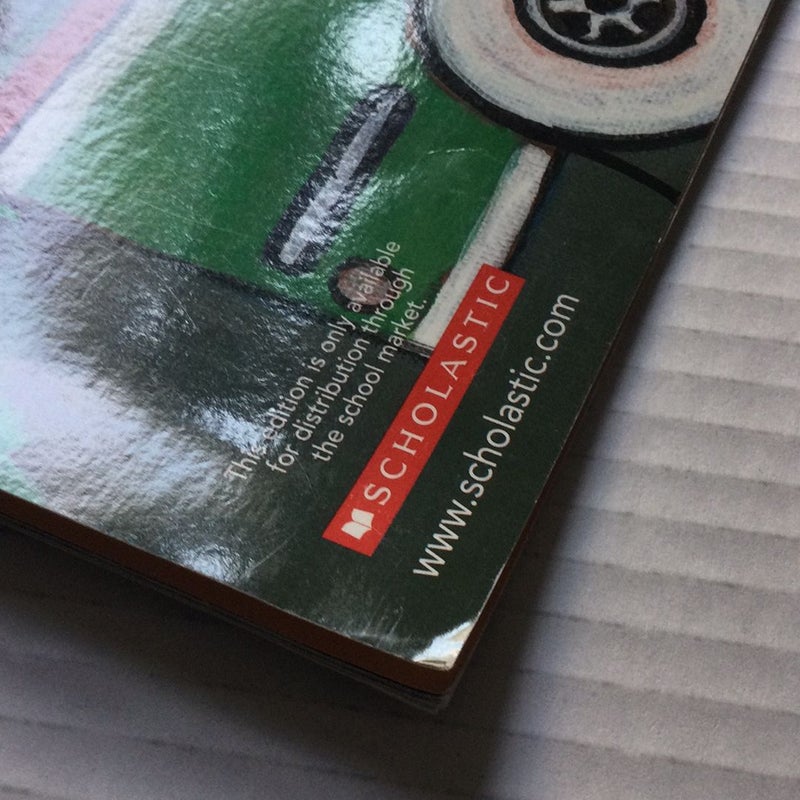 This edition is only available
for distribution through
the school market.
SCHOLASTIC
www.scholastic.com